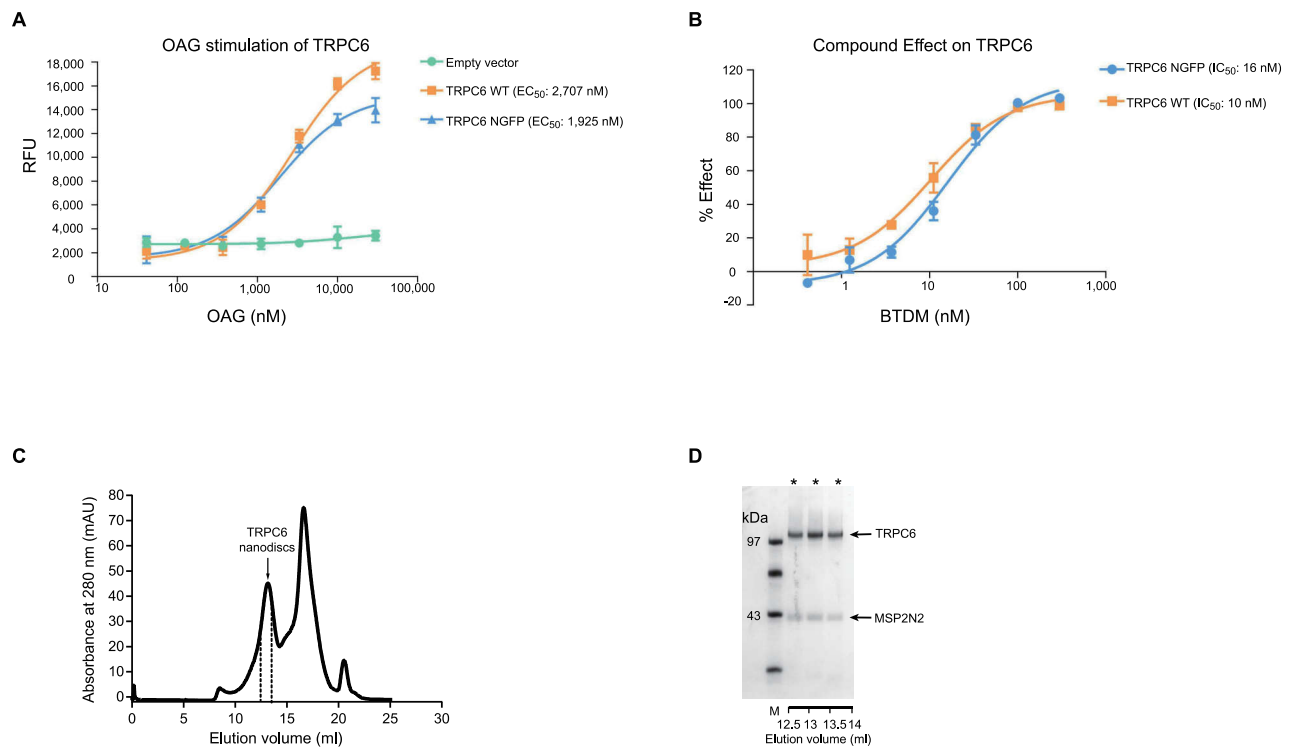 A
OAG stimulation of TRPC6
18,000
16,000
14,000
12,000
10,000
8,000
6,000
4,000
2,000
0
RFU
10
100
1,000
10,000
100,000
OAG (nM)
Empty vector
TRPC6 WT (EC50: 2,707 nM)
TRPC6 NGFP (EC50: 1,925 nM)
B
Compound Effect on TRPC6
120
100
80
60
40
20
0
-20
% Effect
1
10
100
1,000
BTDM (nM)
TRPC6 NGFP (IC50: 16 nM)
TRPC6 WT (IC50: 10 nM)
C
80
70
60
50
40
30
20
10
0
Absorbance at 280 nm (mAU)
TRPC6
nanodiscs
0
5
10
15
20
25
30
Elution volume (ml)
D
* * *
kDa
97
43
TRPC6
MSP2N2
M
12.5 13 13.5 14
Elution volume (ml)